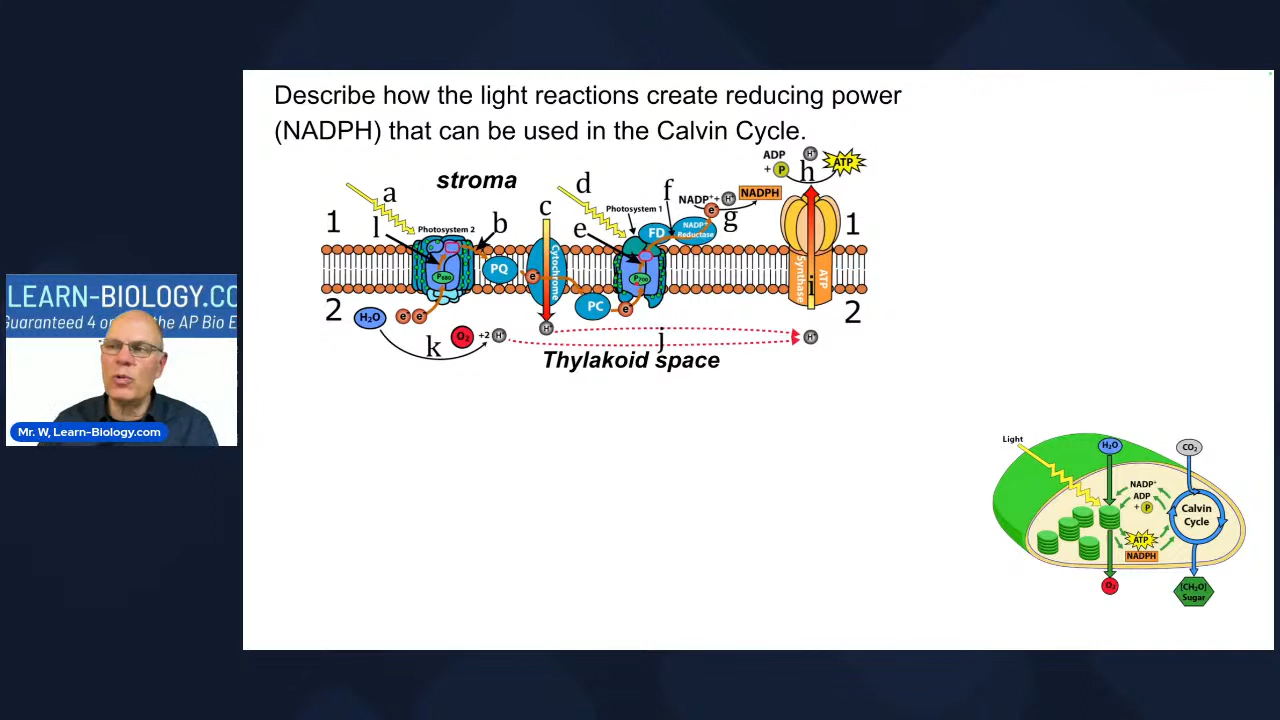 Describe how the light reactions create reducing power
(NADPH) that can be used in the Calvin Cycle.
ADP
+ P
H⁺
ATP
h
stroma
a
d
f
c
b
l
e
g
1
Photosystem 2
Photosystem 1
NADP⁺+ H⁺
NADPH
e⁻
FD
NADP⁺
Reductase
1
P680
PQ
e⁻
Cytochrome
P700
PC
e⁻
ATP
Synthase
2
H₂O
e⁻ e⁻
k
O₂ +2 H⁺
H⁺
j
H⁺
2
Thylakoid space
LEARN-BIOLOGY.CO
Guaranteed 4 or
the AP Bio E
Mr. W, Learn-Biology.com
Light
H₂O
CO₂
NADP⁺
ADP
+ P
Calvin
Cycle
ATP
NADPH
O₂
[CH₂O]
Sugar